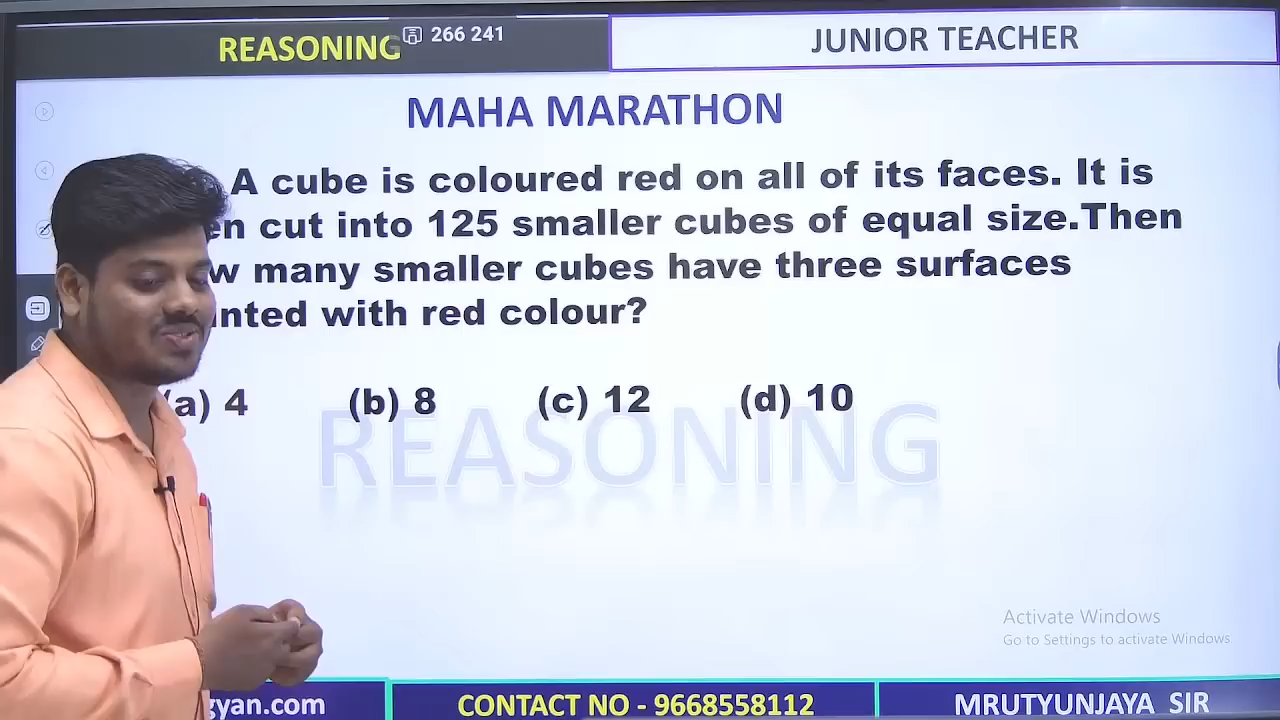 REASONING 266 241
JUNIOR TEACHER
MAHA MARATHON
A cube is coloured red on all of its faces. It is
en cut into 125 smaller cubes of equal size.Then
w many smaller cubes have three surfaces
inted with red colour?
(a) 4 (b) 8 (c) 12 (d) 10
REASONING
Activate Windows
Go to Settings to activate Windows
gyan.com
CONTACT NO - 9668558112
MRUTYUNJAYA SIR